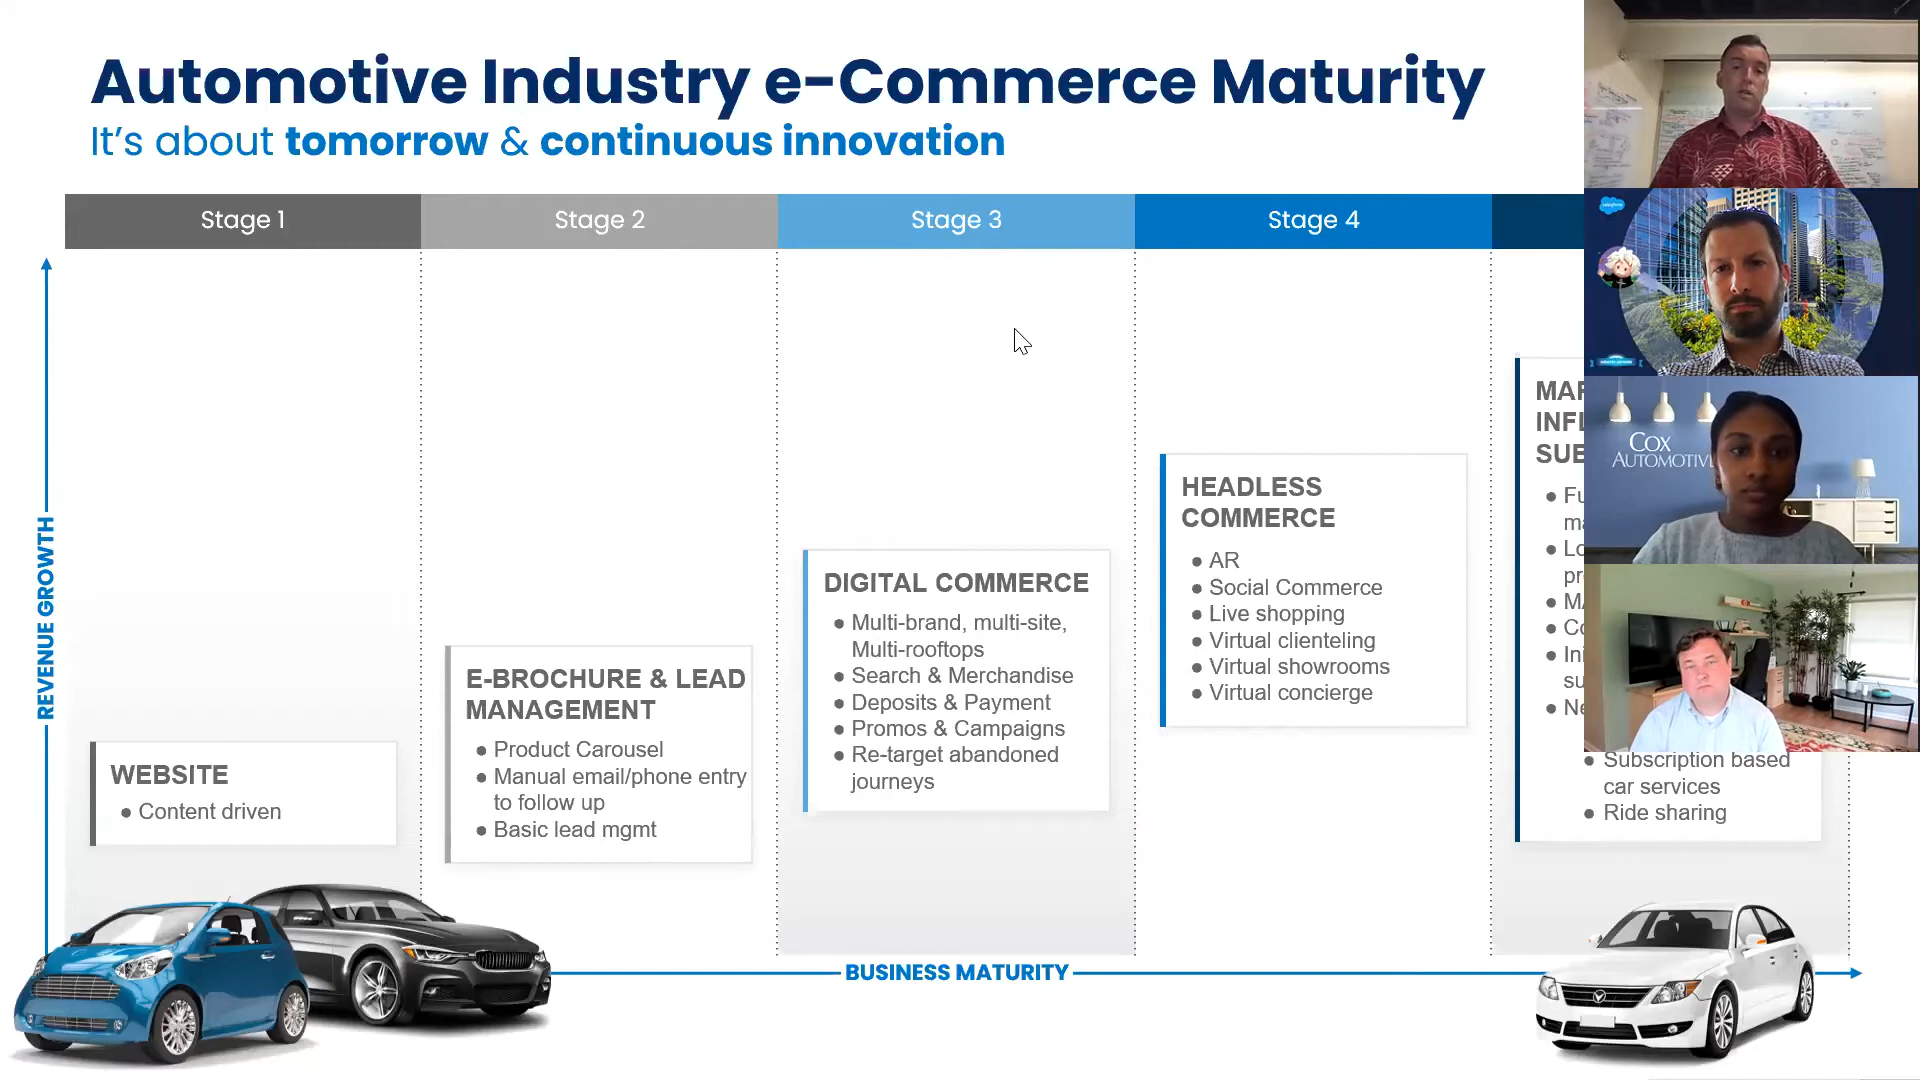 Automotive Industry e-Commerce Maturity
It's about tomorrow & continuous innovation
Stage 1
Stage 2
Stage 3
Stage 4
REVENUE GROWTH
WEBSITE
● Content driven
E-BROCHURE & LEAD
MANAGEMENT
● Product Carousel
● Manual email/phone entry
to follow up
● Basic lead mgmt
DIGITAL COMMERCE
● Multi-brand, multi-site,
Multi-rooftops
● Search & Merchandise
● Deposits & Payment
● Promos & Campaigns
● Re-target abandoned
journeys
HEADLESS
COMMERCE
● AR
● Social Commerce
● Live shopping
● Virtual clienteling
● Virtual showrooms
● Virtual concierge
● Subscription based
car services
● Ride sharing
BUSINESS MATURITY
salesforce
COX
AUTOMOTIVE